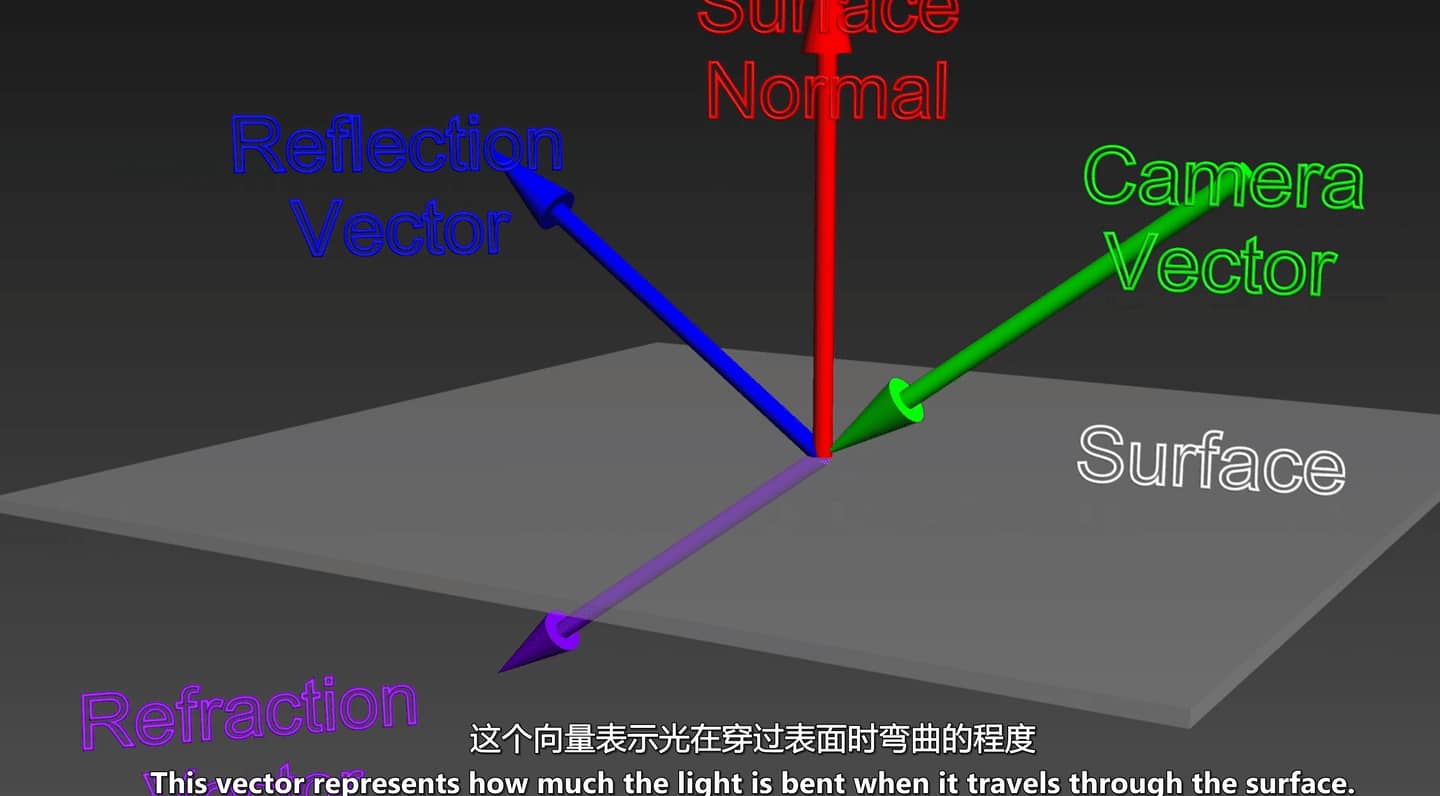 Surface
Normal
Reflection
Vector
Camera
Vector
Surface
Refraction
Vector
这个向量表示光在穿过表面时弯曲的程度
This vector represents how much the light is bent when it travels through the surface.